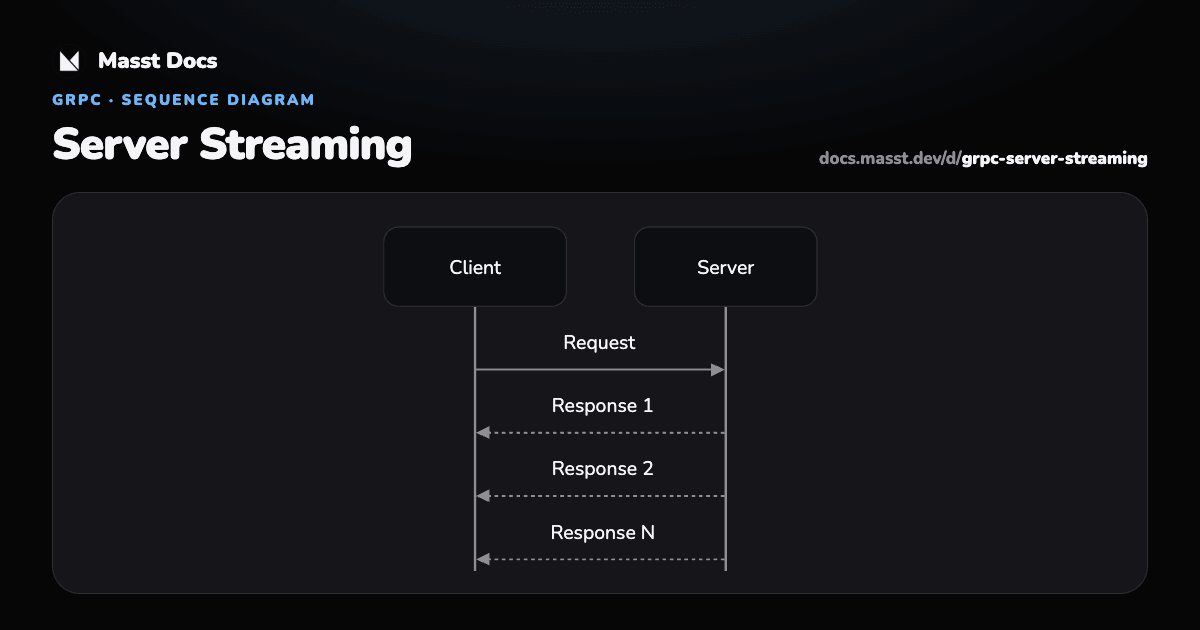 Masst Docs
GRPC · SEQUENCE DIAGRAM
Server Streaming
docs.masst.dev/d/grpc-server-streaming
Client
Server
Request
Response 1
Response 2
Response N